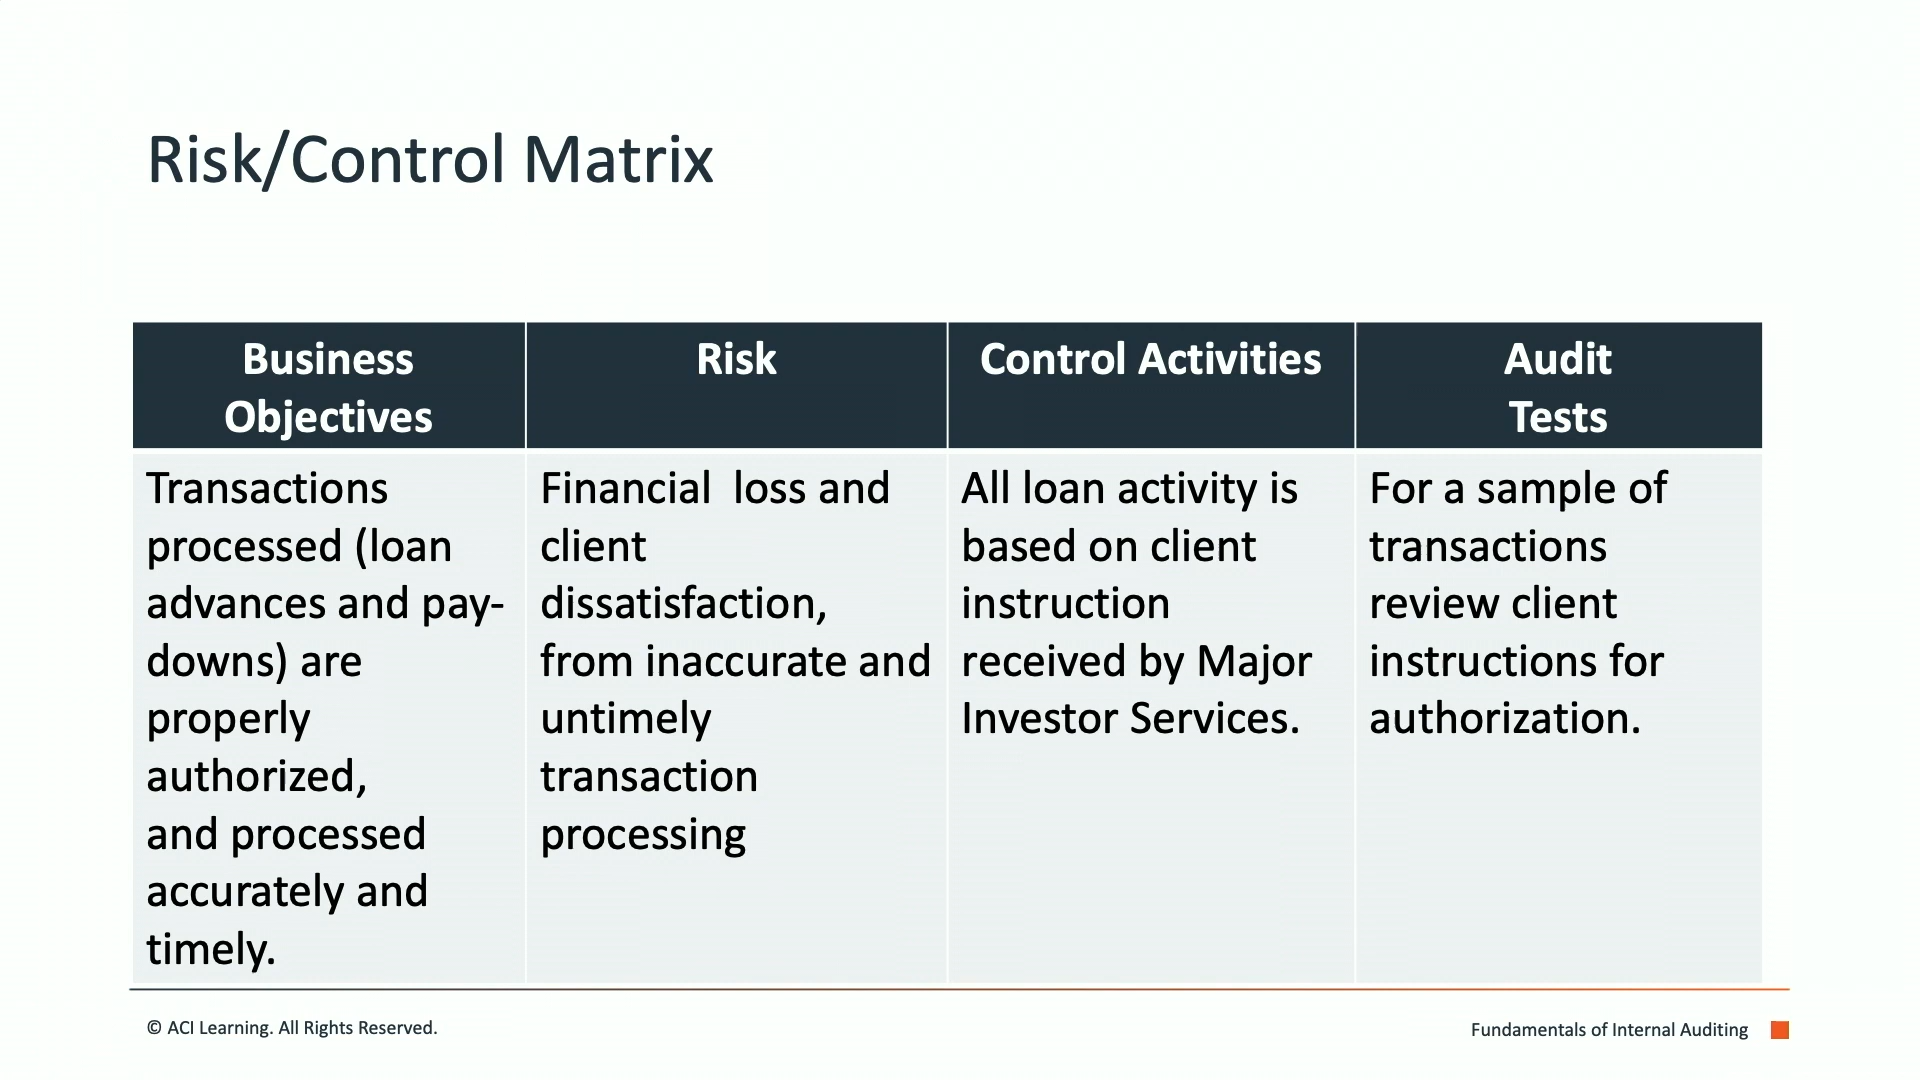 Risk/Control Matrix
Business
Objectives
Risk
Control Activities
Audit
Tests
Transactions
processed (loan
advances and pay-
downs) are
properly
authorized,
and processed
accurately and
timely.
Financial  loss and
client
dissatisfaction,
from inaccurate and
untimely
transaction
processing
All loan activity is
based on client
instruction
received by Major
Investor Services.
For a sample of
transactions
review client
instructions for
authorization.
© ACI Learning. All Rights Reserved.
Fundamentals of Internal Auditing